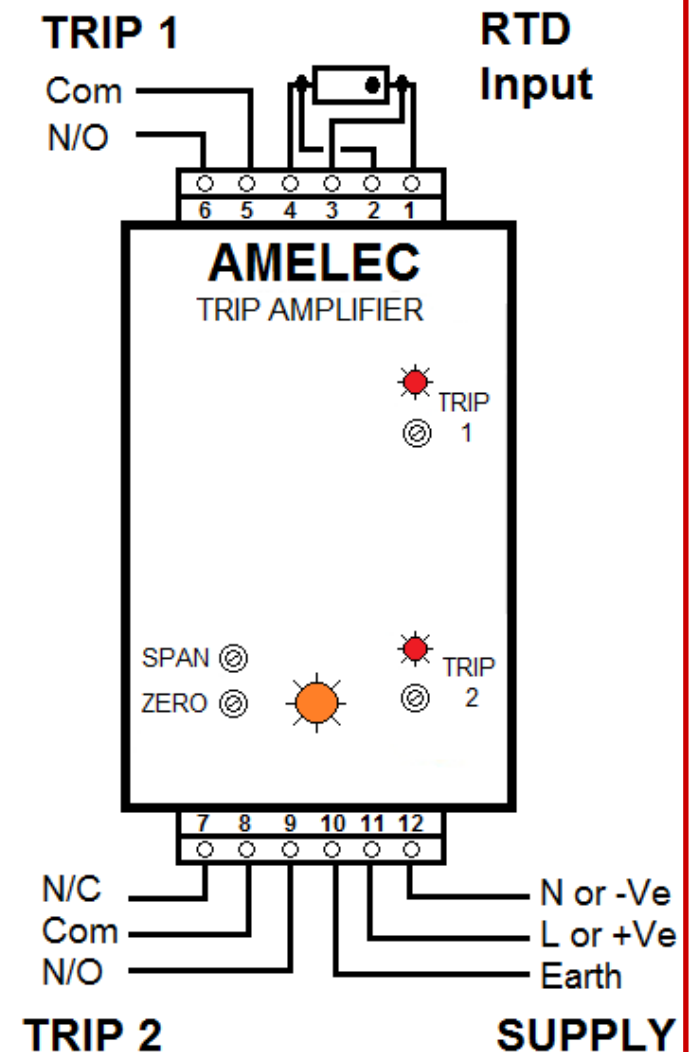 TRIP 1
RTD
Input
Com
N/O
6 5 4 3 2 1
AMELEC
TRIP AMPLIFIER
TRIP
1
SPAN
ZERO
TRIP
2
7 8 9 10 11 12
N/C
Com
N/O
N or -Ve
L or +Ve
Earth
TRIP 2
SUPPLY